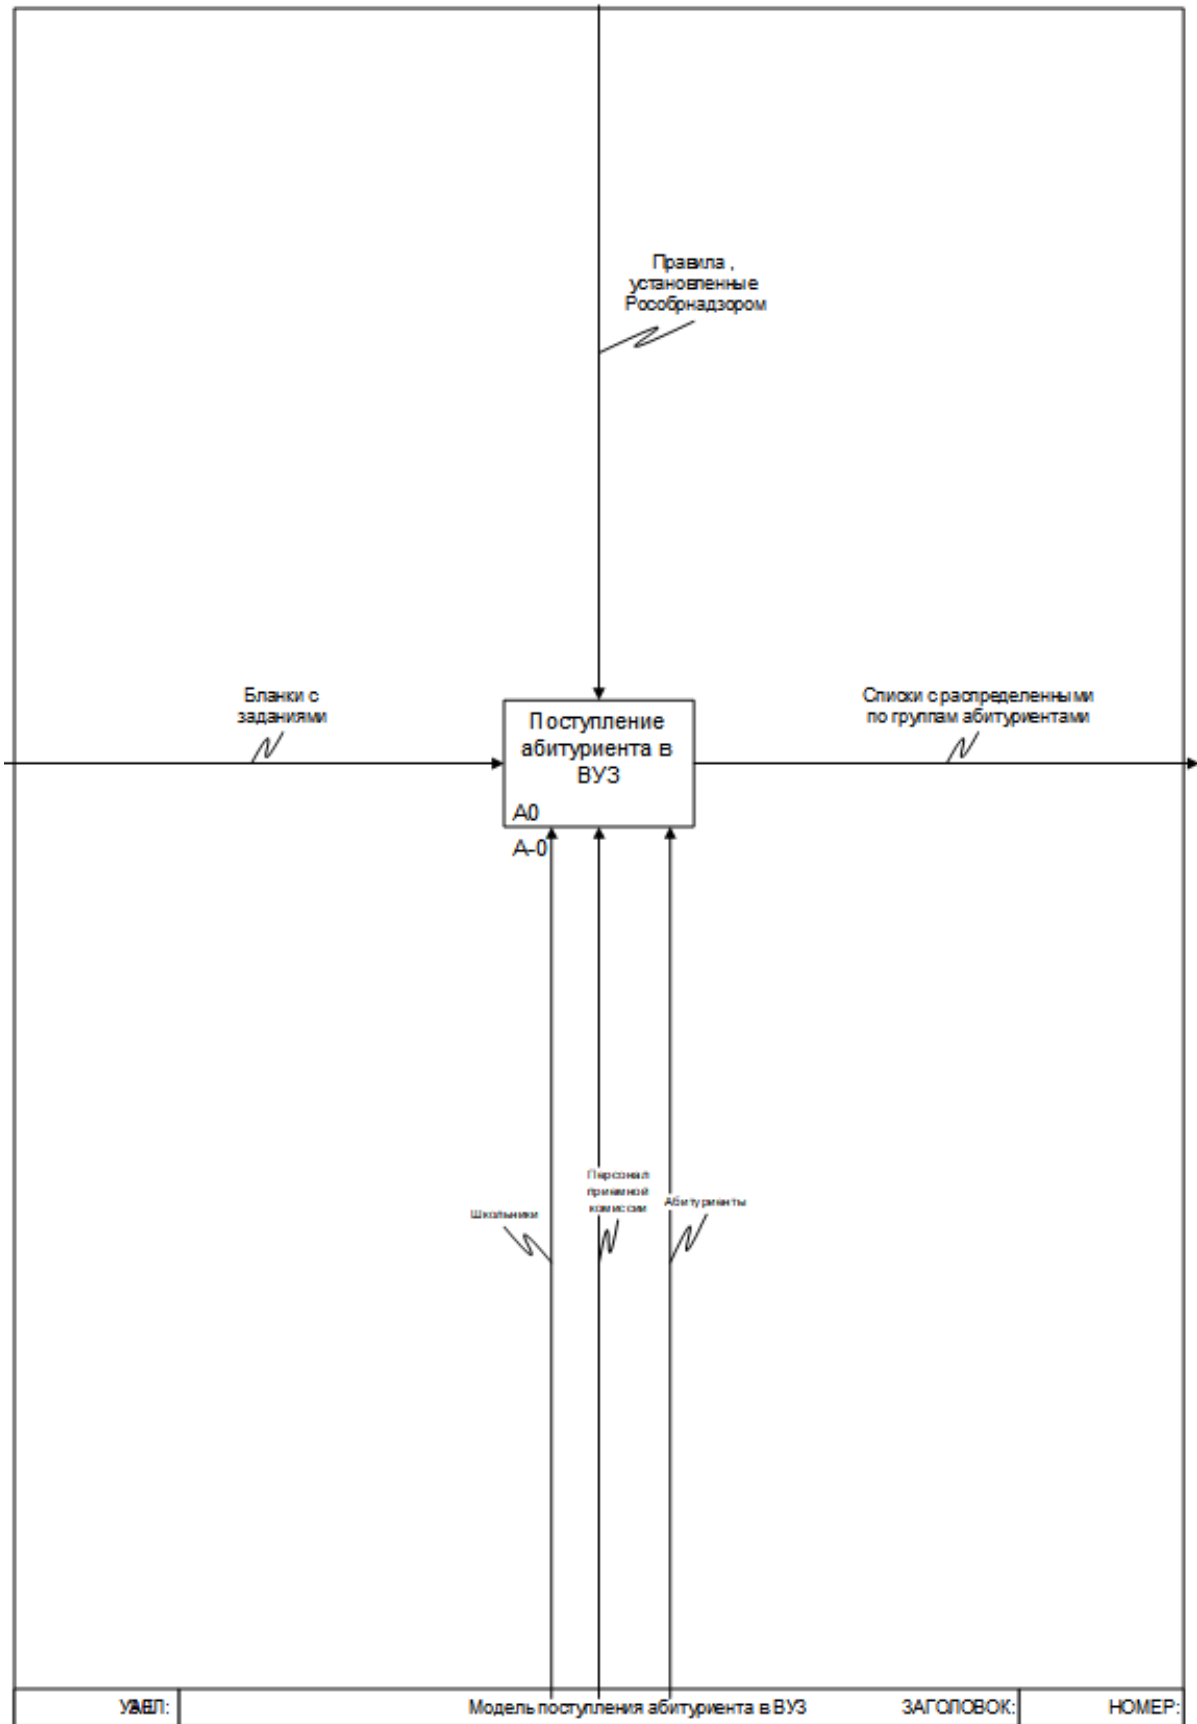 Правила ,
установленные
Рособрнадзором
Бланки с
заданиями
Списки с распределенными
по группам абитуриентами
Поступление
абитуриента в
ВУЗ
А0
А-0
Персонал
приемной
комиссии
Абитуриенты
Школьники
Модель поступления абитуриента в ВУЗ
ЗАГОЛОВОК:
НОМЕР: